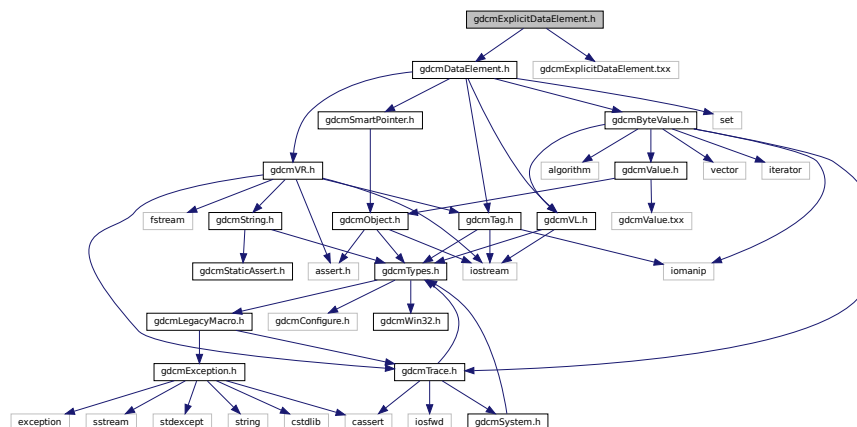 gdcmExplicitDataElement.h
gdcmDataElement.h
gdcmExplicitDataElement.txx
gdcmSmartPointer.h
gdcmByteValue.h
set
gdcmVR.h
algorithm
gdcmValue.h
vector
iterator
fstream
gdcmString.h
gdcmObject.h
gdcmTag.h
gdcmVL.h
gdcmValue.txx
gdcmStaticAssert.h
assert.h
gdcmTypes.h
iostream
iomanip
gdcmLegacyMacro.h
gdcmConfigure.h
gdcmWin32.h
gdcmException.h
gdcmTrace.h
exception
sstream
stdexcept
string
cstdlib
cassert
iosfwd
gdcmSystem.h